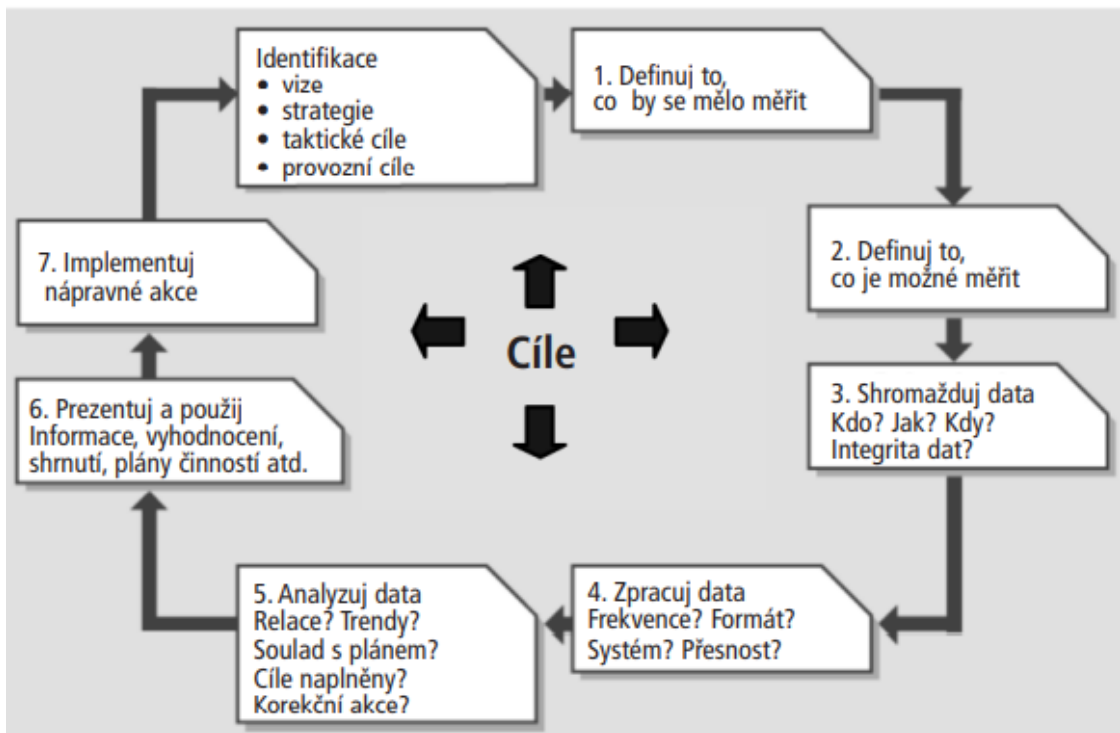 Identifikace
• vize
• strategie
• taktické cíle
• provozní cíle
1. Definuj to,
co by se mělo měřit
2. Definuj to,
co je možné měřit
3. Shromažďuj data
Kdo? Jak? Kdy?
Integrita dat?
4. Zpracuj data
Frekvence? Formát?
Systém? Přesnost?
5. Analyzuj data
Relace? Trendy?
Soulad s plánem?
Cíle naplněny?
Korekční akce?
6. Prezentuj a použij
Informace, vyhodnocení,
shrnutí, plány činností atd.
7. Implementuj
nápravné akce
Cíle